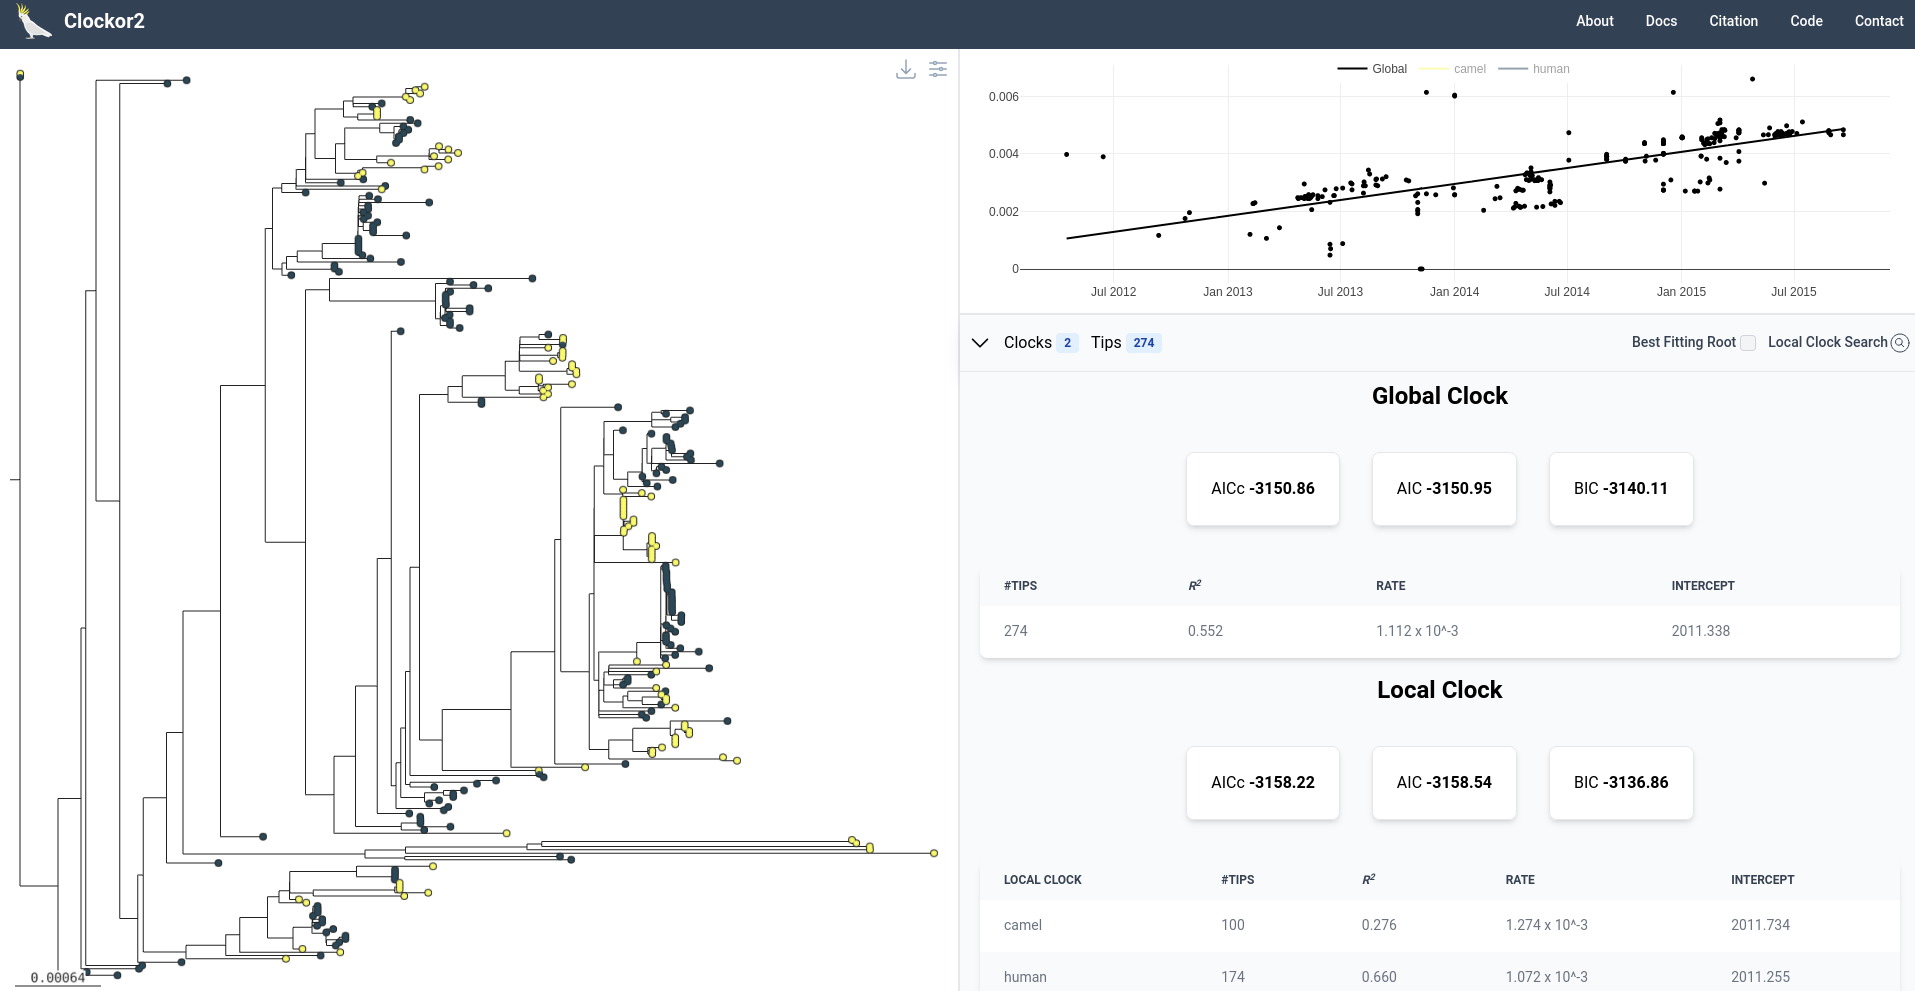 Clockor2
About Docs Citation Code Contact
0.00064
Global camel human
0.006
0.004
0.002
0
Jul 2012 Jan 2013 Jul 2013 Jan 2014 Jul 2014 Jan 2015 Jul 2015
Clocks 2 Tips 274 Best Fitting Root Local Clock Search
Global Clock
AICc -3150.86 AIC -3150.95 BIC -3140.11
#TIPS R² RATE INTERCEPT
274 0.552 1.112 x 10^-3 2011.338
Local Clock
AICc -3158.22 AIC -3158.54 BIC -3136.86
LOCAL CLOCK #TIPS R² RATE INTERCEPT
camel 100 0.276 1.274 x 10^-3 2011.734
human 174 0.660 1.072 x 10^-3 2011.255